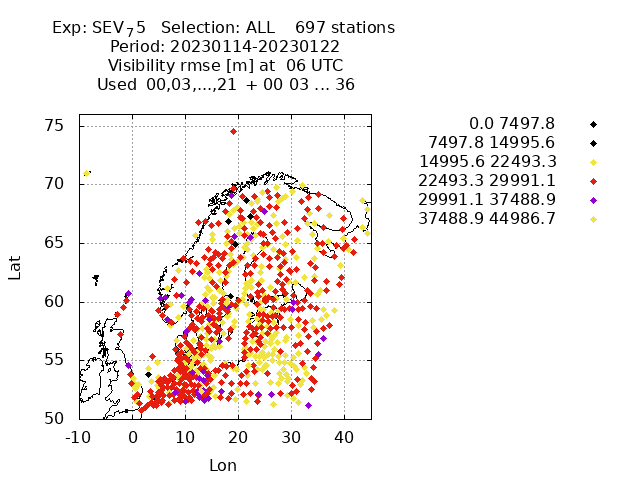 Exp: SEV₇5 Selection: ALL 697 stations
Period: 20230114-20230122
Visibility rmse [m] at 06 UTC
Used 00,03,...,21 + 00 03 ... 36
0.0 7497.8
7497.8 14995.6
14995.6 22493.3
22493.3 29991.1
29991.1 37488.9
37488.9 44986.7
75
70
65
60
55
50
Lat
-10 0 10 20 30 40
Lon